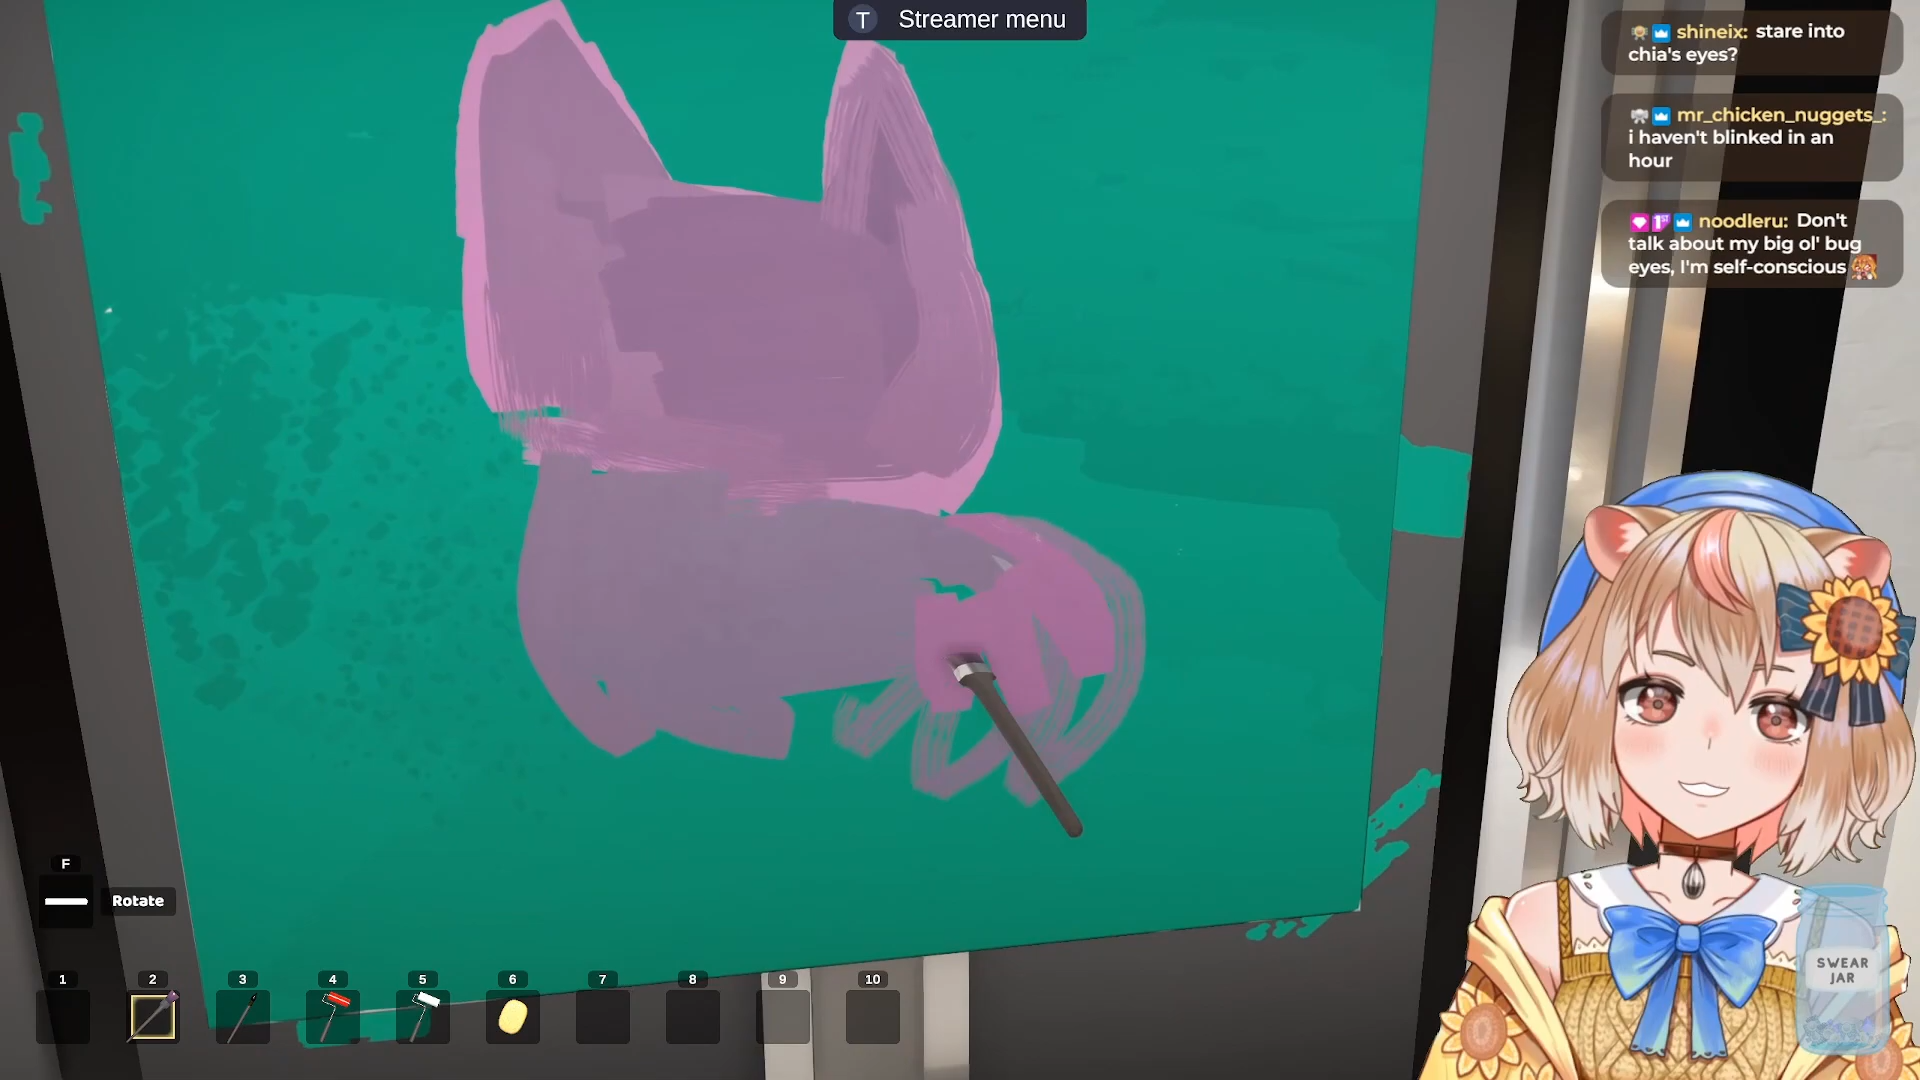 T Streamer menu
shineix: stare into
chia's eyes?
mr_chicken_nuggets_:
i haven't blinked in an
hour
1ST noodleru: Don't
talk about my big ol' bug
eyes, I'm self-conscious
F
Rotate
1 2 3 4 5 6 7 8 9 10
SWEAR
JAR